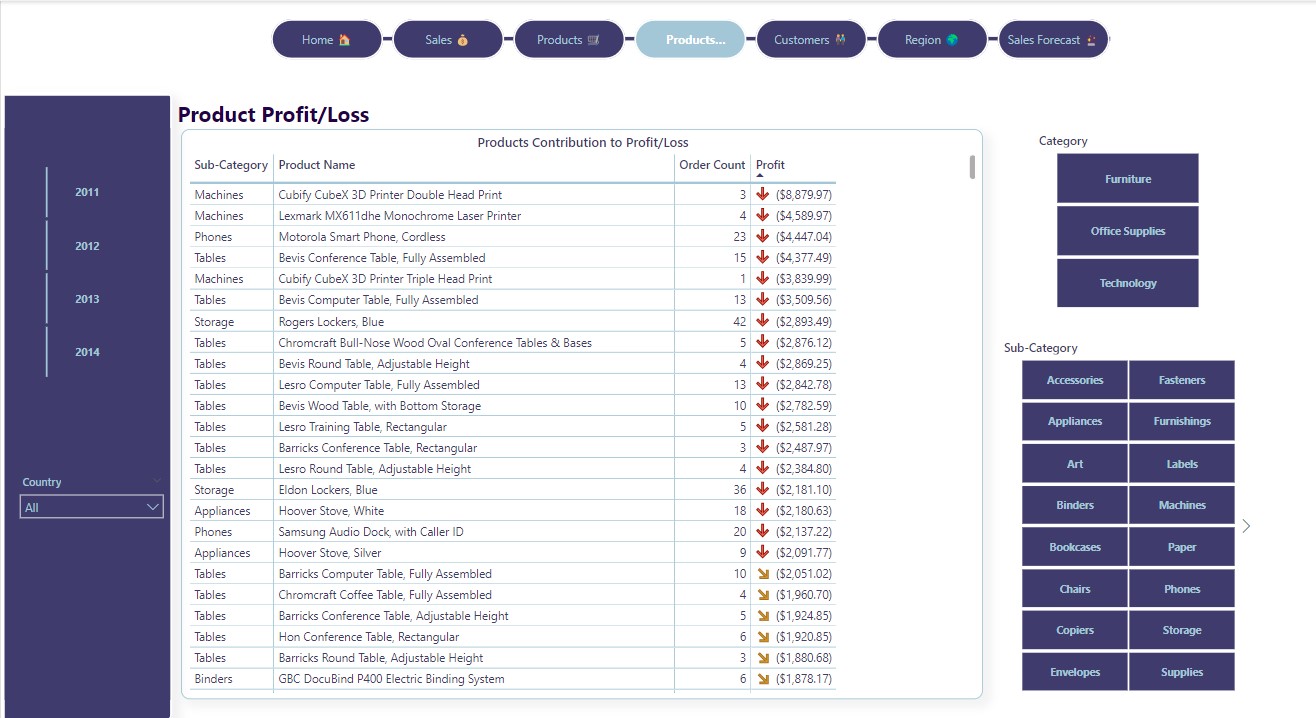 Home Sales Products Products... Customers Region Sales Forecast
Product Profit/Loss
2011
2012
2013
2014
Country
All
Products Contribution to Profit/Loss
Sub-Category Product Name Order Count Profit
Machines Cubify CubeX 3D Printer Double Head Print 3 ($8,879.97)
Machines Lexmark MX611dhe Monochrome Laser Printer 4 ($4,589.97)
Phones Motorola Smart Phone, Cordless 23 ($4,447.04)
Tables Bevis Conference Table, Fully Assembled 15 ($4,377.49)
Machines Cubify CubeX 3D Printer Triple Head Print 1 ($3,839.99)
Tables Bevis Computer Table, Fully Assembled 13 ($3,509.56)
Storage Rogers Lockers, Blue 42 ($2,893.49)
Tables Chromcraft Bull-Nose Wood Oval Conference Tables & Bases 5 ($2,876.12)
Tables Bevis Round Table, Adjustable Height 4 ($2,869.25)
Tables Lesro Computer Table, Fully Assembled 13 ($2,842.78)
Tables Bevis Wood Table, with Bottom Storage 10 ($2,782.59)
Tables Lesro Training Table, Rectangular 5 ($2,581.28)
Tables Barricks Conference Table, Rectangular 3 ($2,487.97)
Tables Lesro Round Table, Adjustable Height 4 ($2,384.80)
Storage Eldon Lockers, Blue 36 ($2,181.10)
Appliances Hoover Stove, White 18 ($2,180.63)
Phones Samsung Audio Dock, with Caller ID 20 ($2,137.22)
Appliances Hoover Stove, Silver 9 ($2,091.77)
Tables Barricks Computer Table, Fully Assembled 10 ($2,051.02)
Tables Chromcraft Coffee Table, Fully Assembled 4 ($1,960.70)
Tables Barricks Conference Table, Adjustable Height 5 ($1,924.85)
Tables Hon Conference Table, Rectangular 6 ($1,920.85)
Tables Barricks Round Table, Adjustable Height 3 ($1,880.68)
Binders GBC DocuBind P400 Electric Binding System 6 ($1,878.17)
Category
Furniture
Office Supplies
Technology
Sub-Category
Accessories Fasteners
Appliances Furnishings
Art Labels
Binders Machines
Bookcases Paper
Chairs Phones
Copiers Storage
Envelopes Supplies